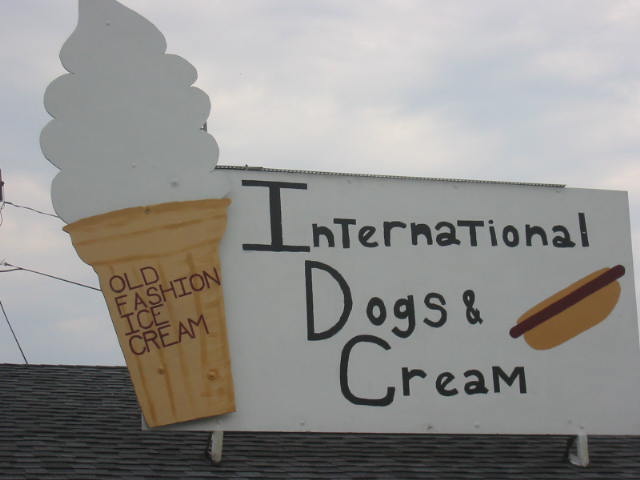 International
Dogs &
Cream
OLD
FASHION
ICE
CREAM